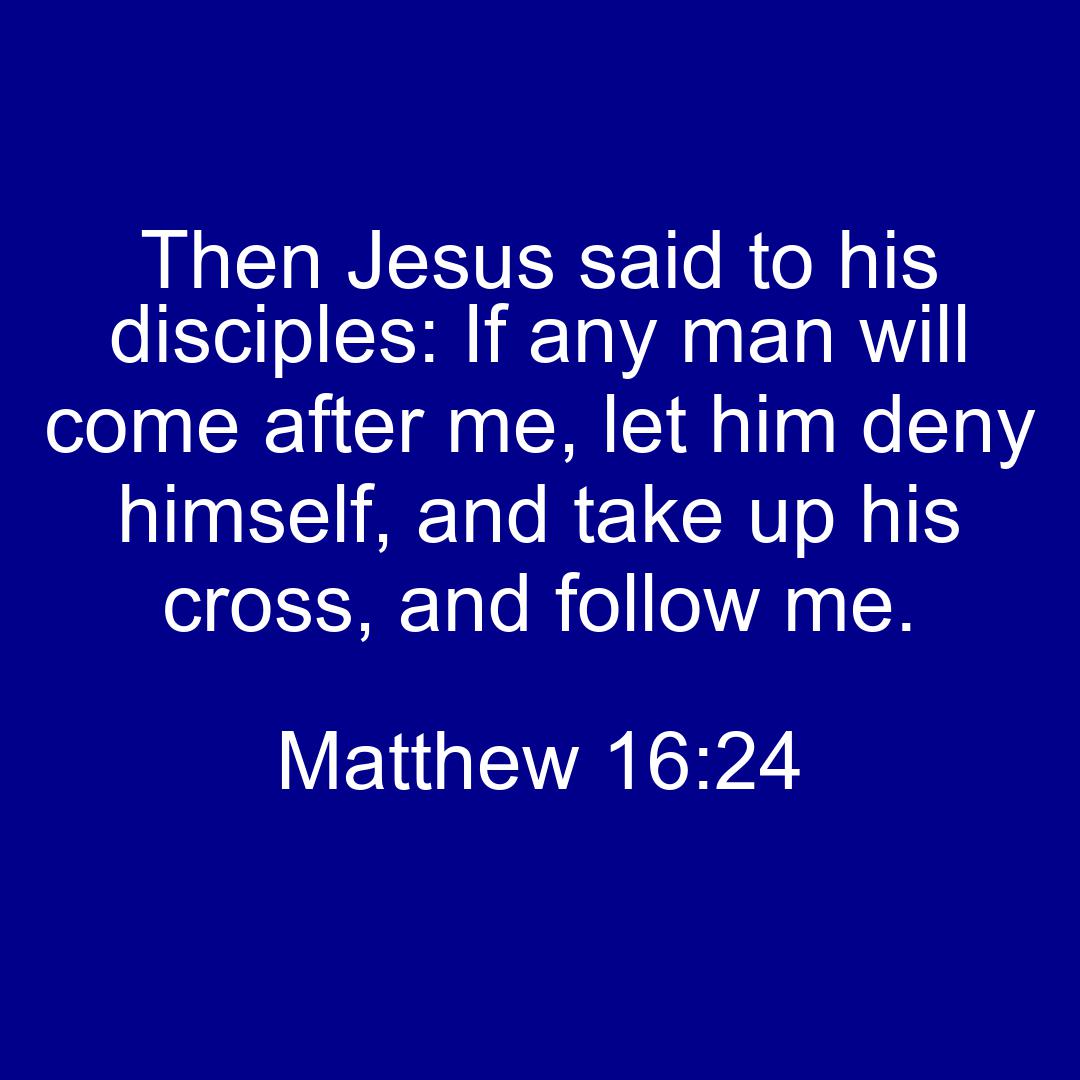 Then Jesus said to his
disciples: If any man will
come after me, let him deny
himself, and take up his
cross, and follow me.
Matthew 16:24